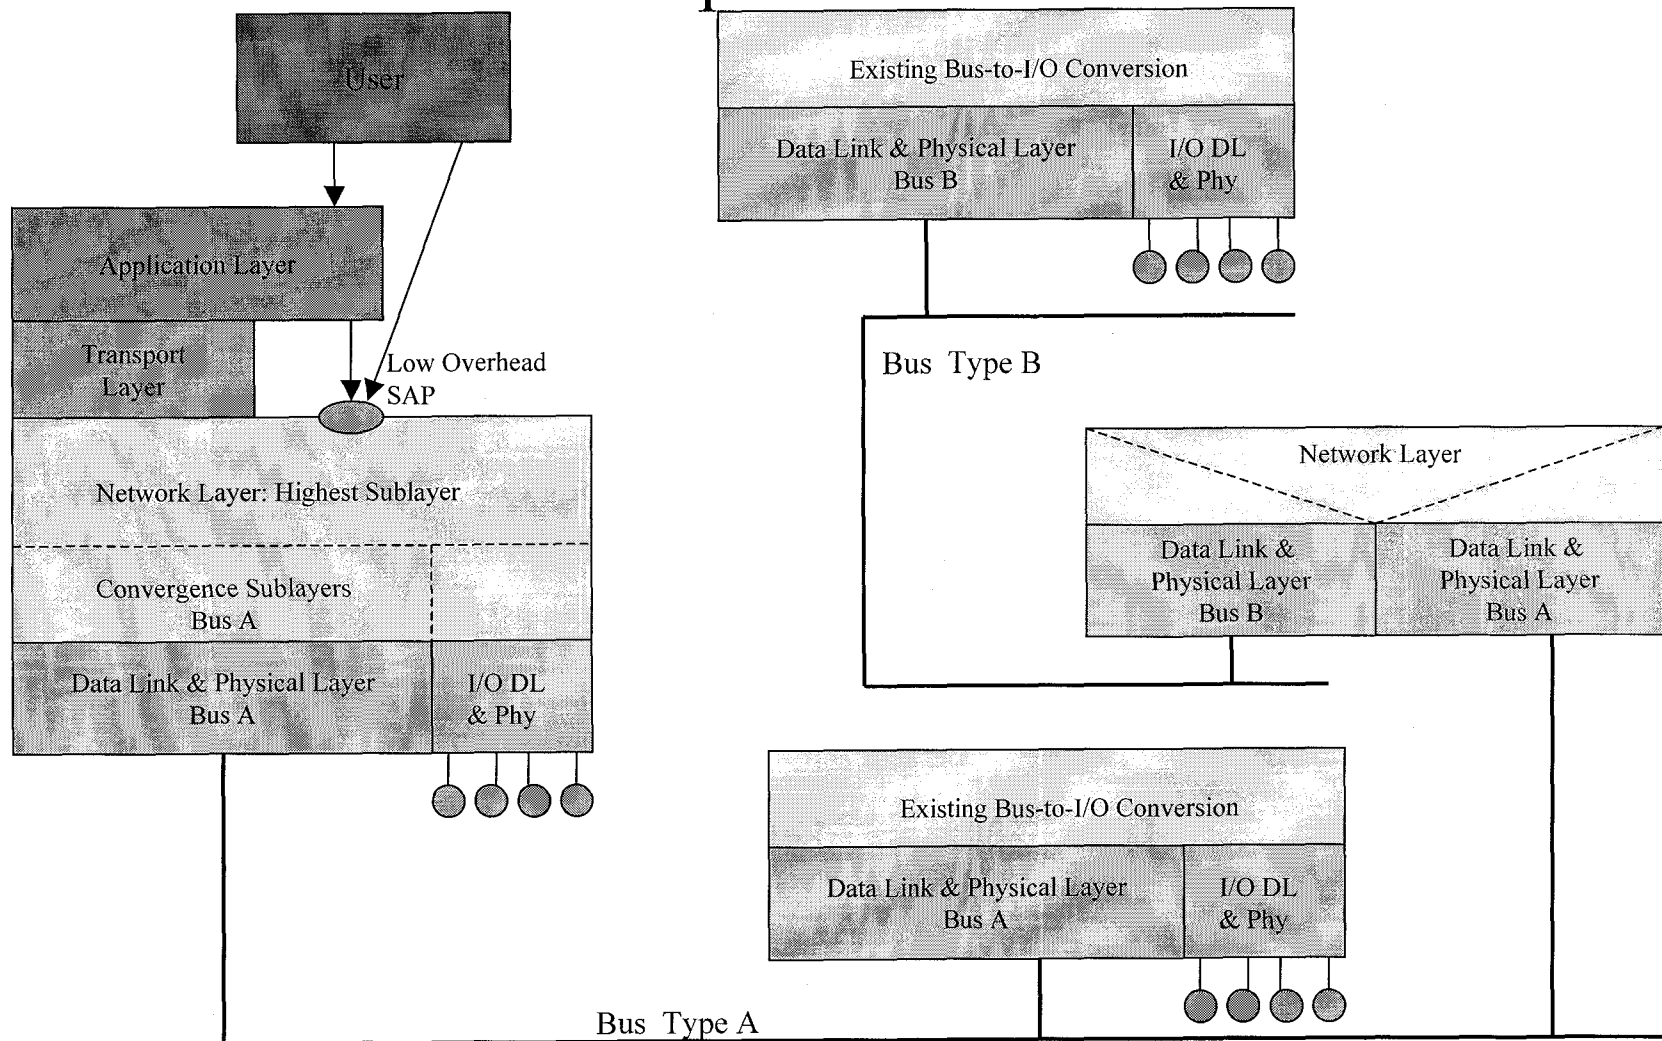 User
Application Layer
Transport
Layer
Low Overhead
SAP
Network Layer: Highest Sublayer
Convergence Sublayers
Bus A
Data Link & Physical Layer
Bus A
I/O DL
& Phy
Existing Bus-to-I/O Conversion
Data Link & Physical Layer
Bus B
I/O DL
& Phy
Bus Type B
Network Layer
Data Link &
Physical Layer
Bus B
Data Link &
Physical Layer
Bus A
Existing Bus-to-I/O Conversion
Data Link & Physical Layer
Bus A
I/O DL
& Phy
Bus Type A